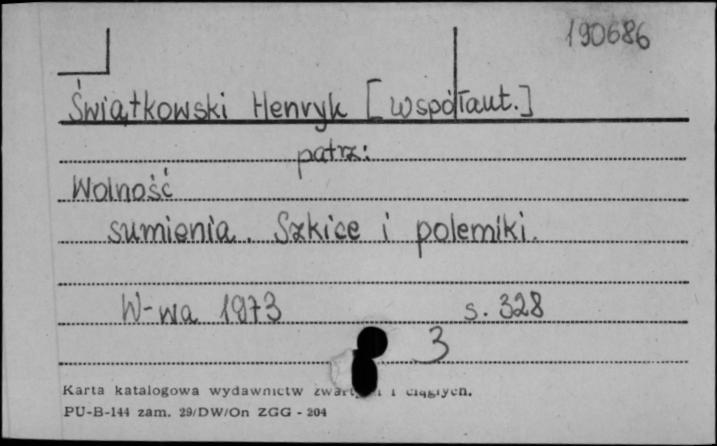 190686
Świątkowski Henryk [współaut.]
patrz:
Wolność
sumienia. Szkice i polemiki.
W-wa 1973 s. 328
3
Karta katalogowa wydawnictw i ciągłych.
PU-B-144 zam. 29/DW/On ZGG - 204